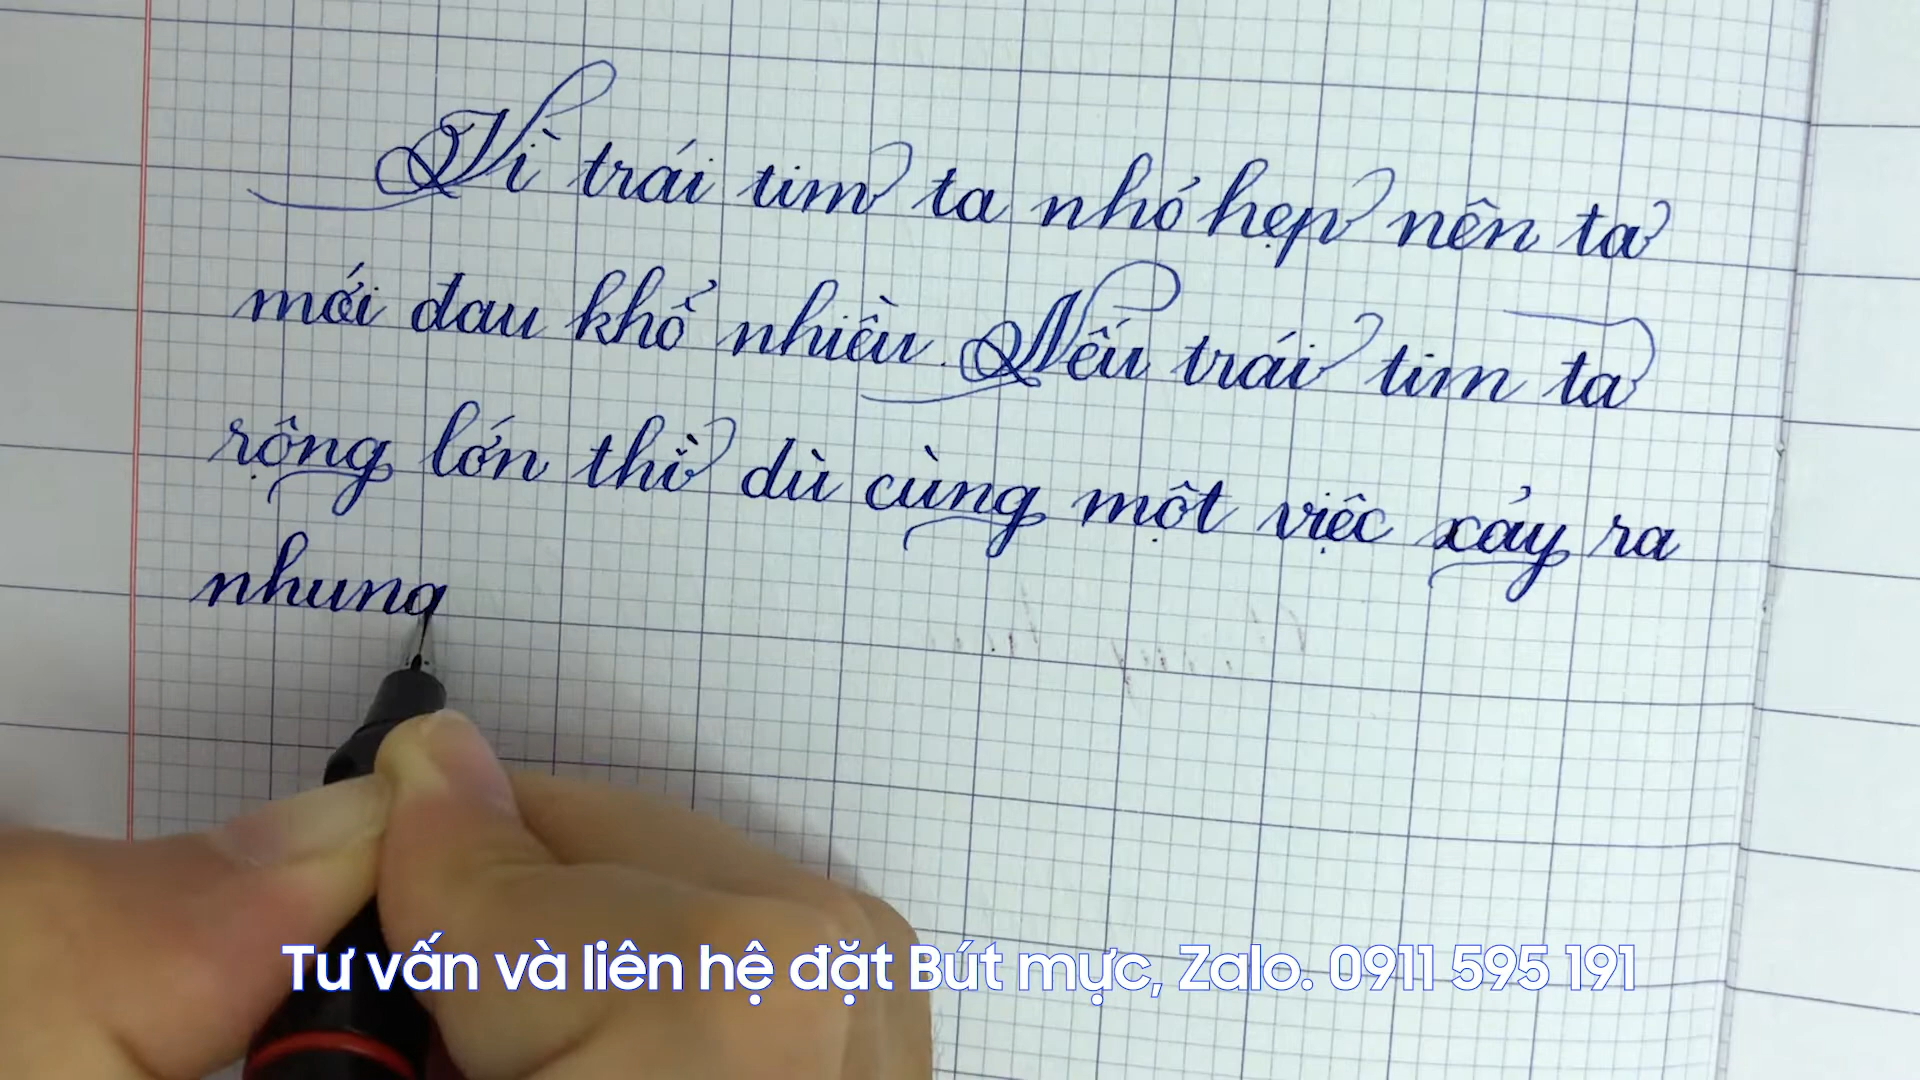 Vì trái tim ta nhỏ hẹp nên ta
mới đau khổ nhiều. Nếu trái tim ta
rộng lớn thì dù cùng một việc xảy ra
nhung
Tư vấn và liên hệ đặt Bút mực, Zalo. 0911 595 191